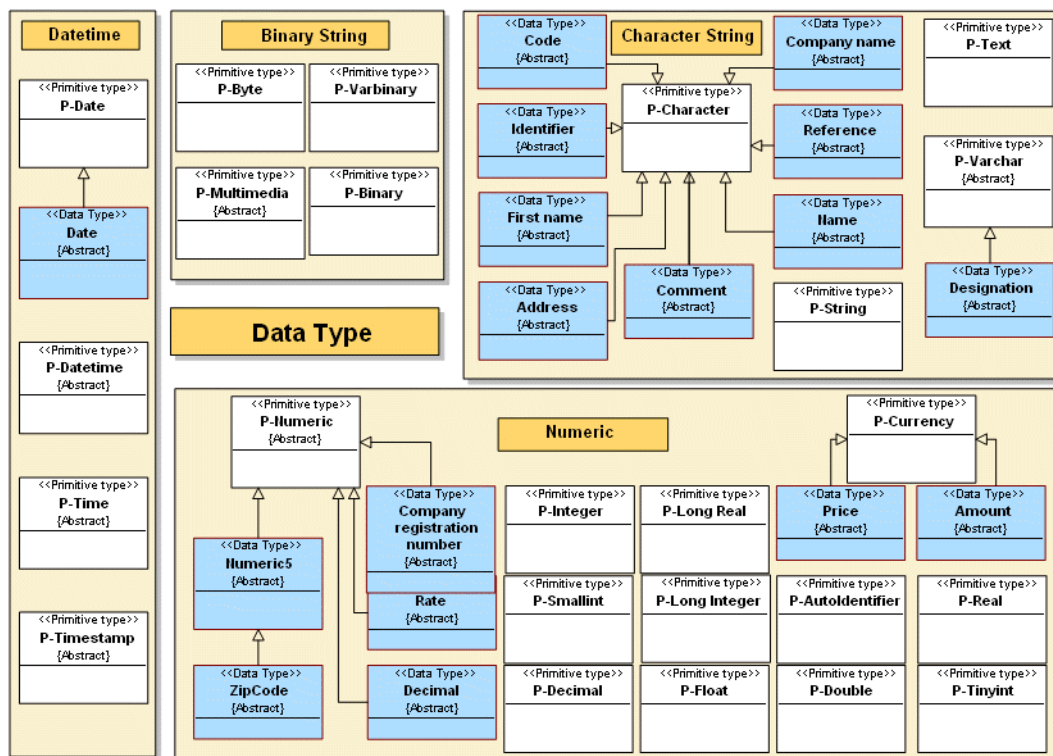 Datetime
<<Primitive type>>
P-Date
<<Data Type>>
Date
{Abstract}
<<Primitive type>>
P-Datetime
{Abstract}
<<Primitive type>>
P-Time
{Abstract}
<<Primitive type>>
P-Timestamp
{Abstract}
Binary String
<<Primitive type>>
P-Byte
<<Primitive type>>
P-Varbinary
<<Primitive type>>
P-Multimedia
{Abstract}
<<Primitive type>>
P-Binary
Data Type
Character String
<<Data Type>>
Code
{Abstract}
<<Data Type>>
Company name
{Abstract}
<<Primitive type>>
P-Text
<<Primitive type>>
P-Character
<<Data Type>>
Identifier
{Abstract}
<<Data Type>>
Reference
{Abstract}
<<Primitive type>>
P-Varchar
<<Data Type>>
First name
{Abstract}
<<Data Type>>
Name
{Abstract}
<<Data Type>>
Address
{Abstract}
<<Data Type>>
Comment
{Abstract}
<<Primitive type>>
P-String
<<Data Type>>
Designation
{Abstract}
Numeric
<<Primitive type>>
P-Numeric
{Abstract}
<<Primitive type>>
P-Currency
<<Data Type>>
Company
registration
number
{Abstract}
<<Primitive type>>
P-Integer
<<Primitive type>>
P-Long Real
<<Data Type>>
Price
{Abstract}
<<Data Type>>
Amount
{Abstract}
<<Data Type>>
Numeric5
{Abstract}
Rate
{Abstract}
<<Primitive type>>
P-Smallint
<<Primitive type>>
P-Long Integer
<<Primitive type>>
P-AutoIdentifier
<<Primitive type>>
P-Real
<<Data Type>>
ZipCode
{Abstract}
<<Data Type>>
Decimal
{Abstract}
<<Primitive type>>
P-Decimal
<<Primitive type>>
P-Float
<<Primitive type>>
P-Double
<<Primitive type>>
P-Tinyint